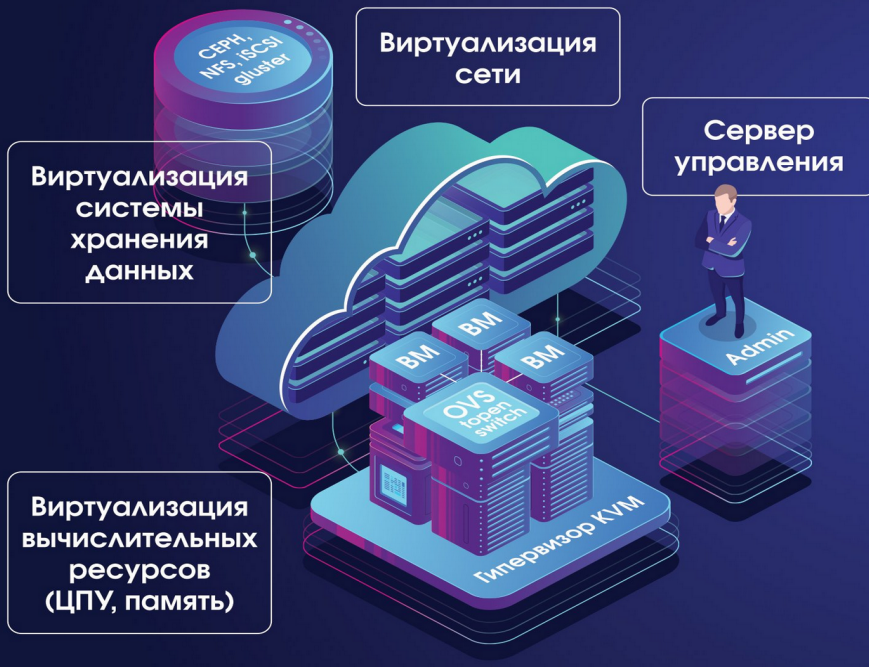 CEPH,
NFS, iSCSI
gluster
Виртуализация
сети
Сервер
управления
Виртуализация
системы
хранения
данных
Admin
ВМ
ВМ
ВМ
OVS
topen
switch
Гипервизор KVM
Виртуализация
вычислительных
ресурсов
(ЦПУ, память)